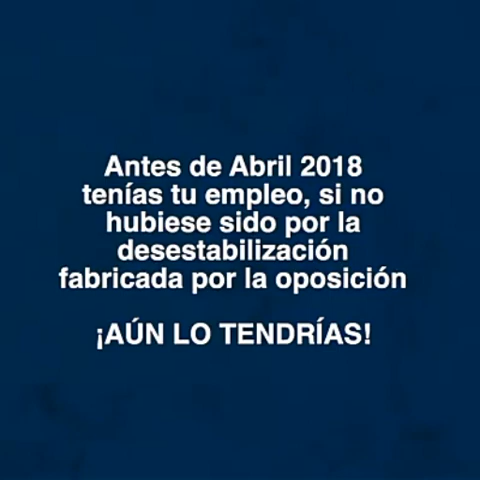 Antes de Abril 2018
tenías tu empleo, si no
hubiese sido por la
desestabilización
fabricada por la oposición
¡AÚN LO TENDRÍAS!